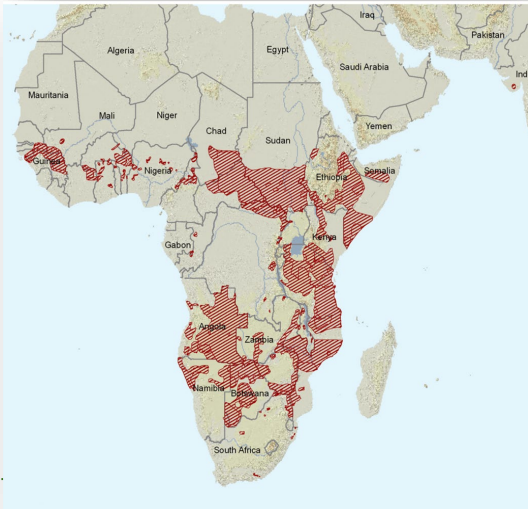 Iraq
Pakistan
Algeria
Egypt
Saudi Arabia
Ind
Mauritania
Mali
Niger
Chad
Sudan
Yemen
Guinea
Nigeria
Ethiopia
Somalia
Gabon
Kenya
Angola
Zambia
Namibia
Botswana
South Africa